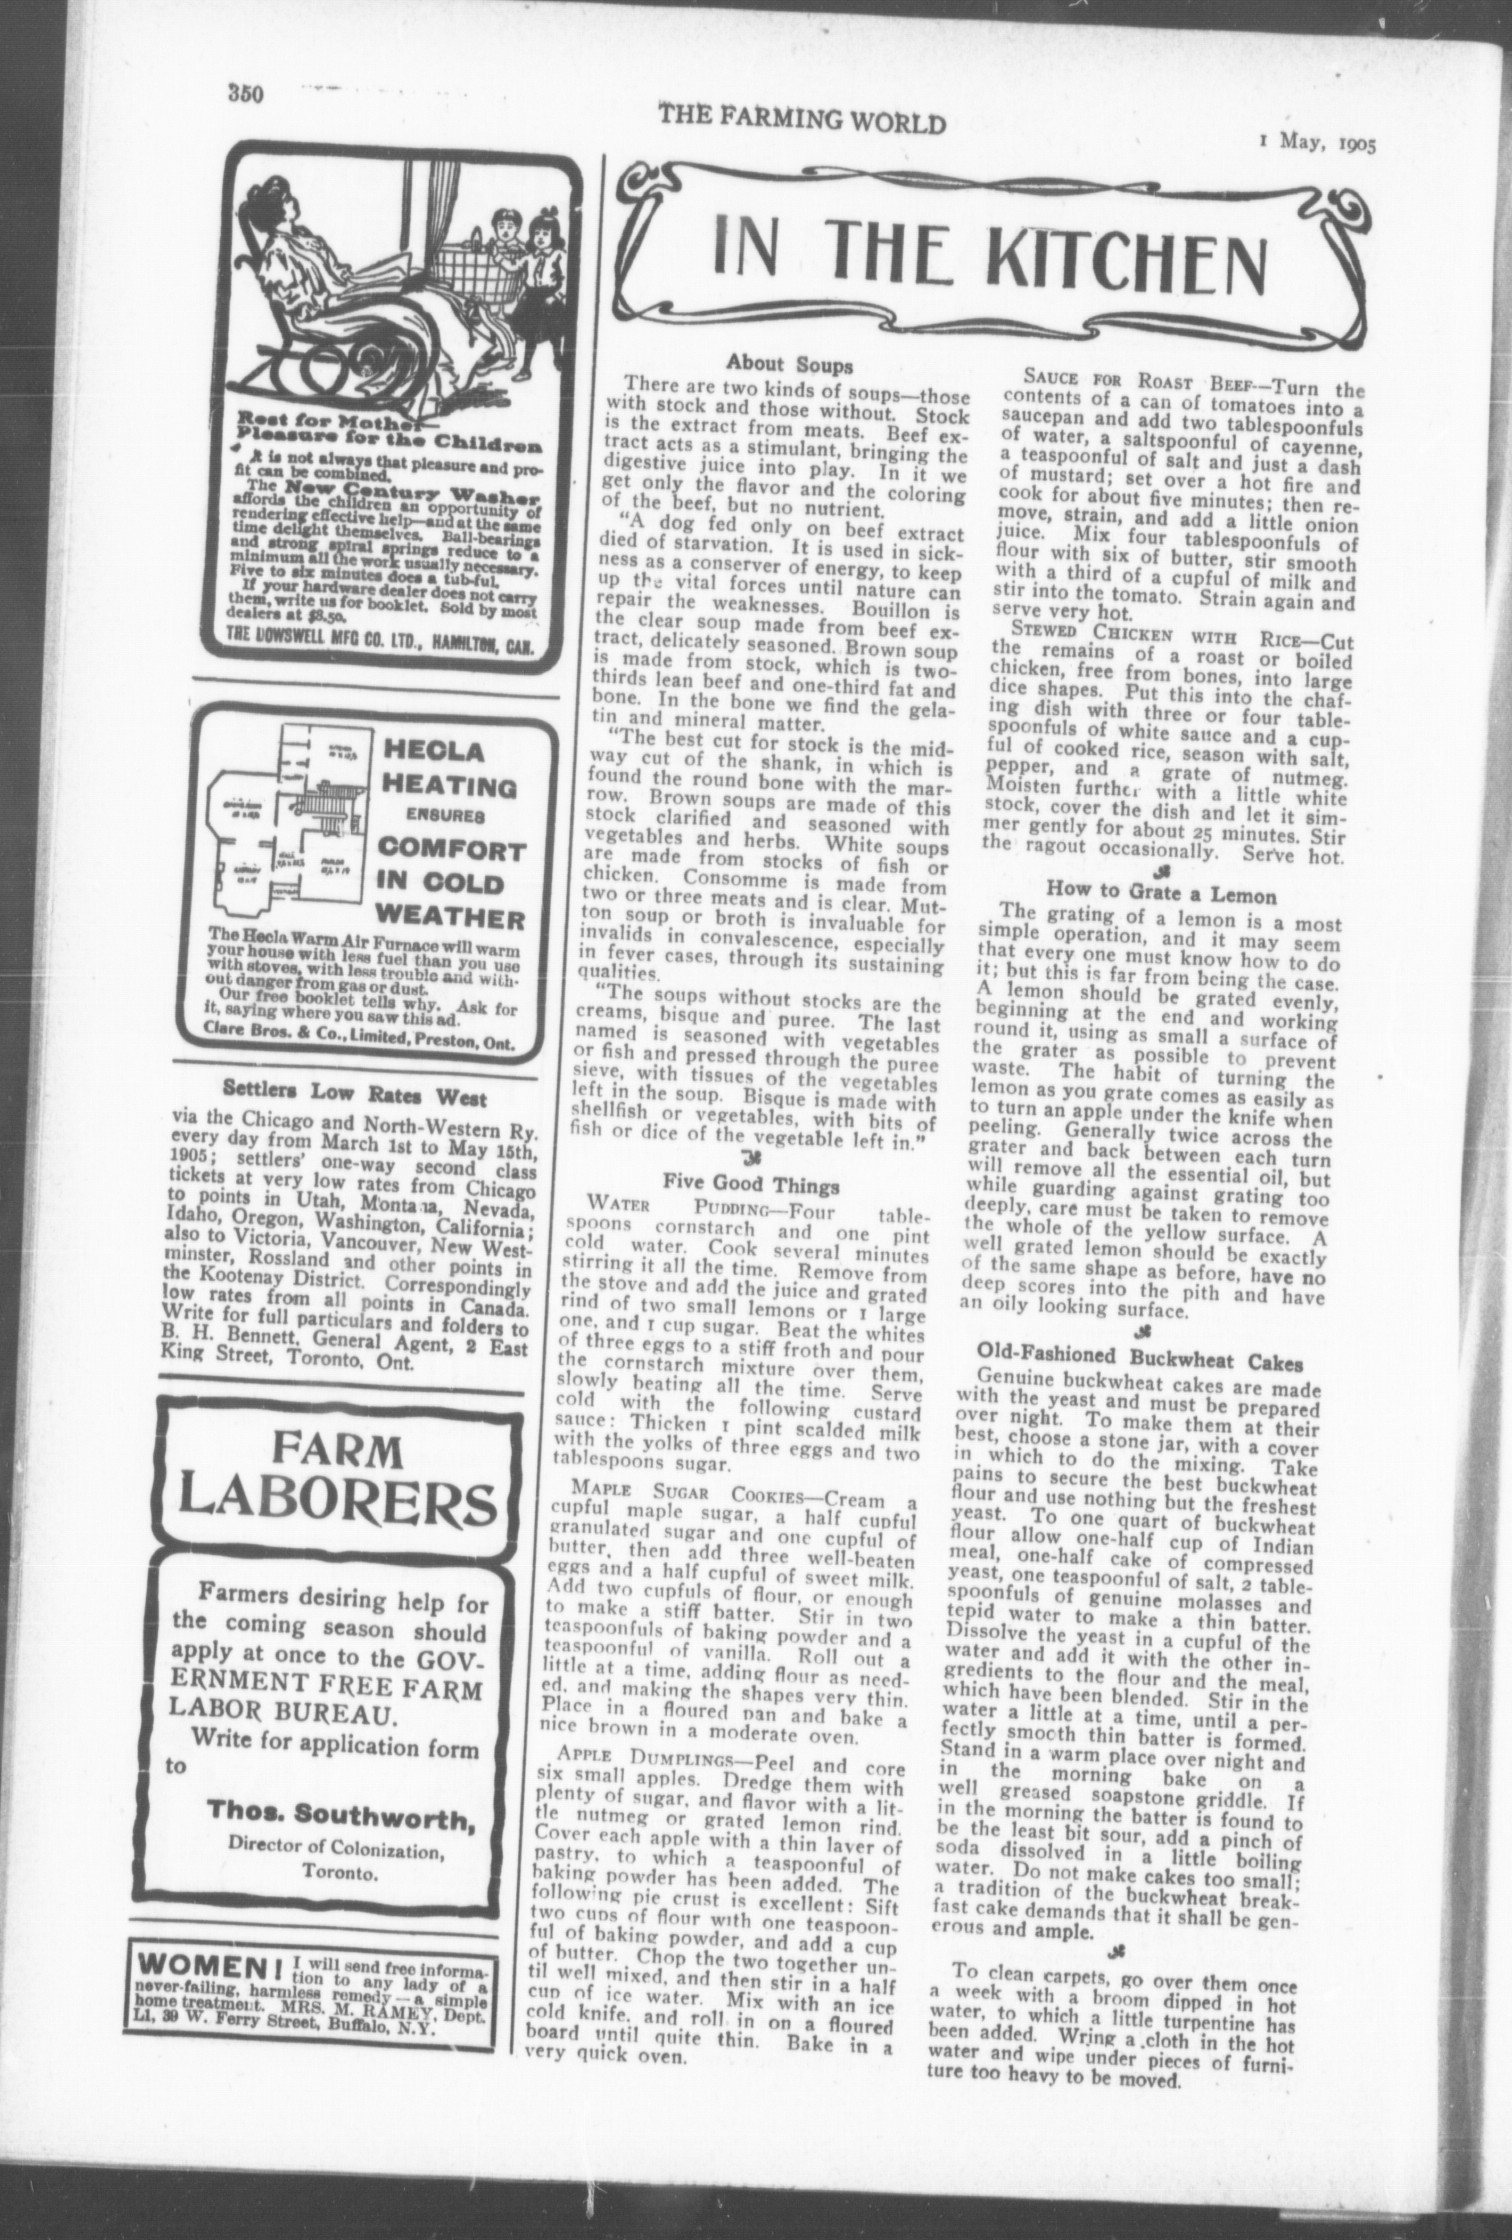 350
THE FARMING WORLD
1 May, 1905
Rest for Mother—
Pleasure for the Children
It is not always that pleasure and pro-
fit can be combined.
The New Century Washer
affords the children an opportunity of
rendering effective help—and at the same
time delight themselves. Ball-bearings
and strong spiral springs reduce to a
minimum all the work usually necessary.
Five to six minutes does a tub-ful.
If your hardware dealer does not carry
them, write us for booklet. Sold by most
dealers at $8.50.
THE DOWSWELL MFG CO. LTD., HAMILTON, CAN.
HECLA
HEATING
ENSURES
COMFORT
IN COLD
WEATHER
The Hecla Warm Air Furnace will warm
your house with less fuel than you use
with stoves, with less trouble and with-
out danger from gas or dust.
Our free booklet tells why. Ask for
it, saying where you saw this ad.
Clare Bros. & Co., Limited, Preston, Ont.
Settlers Low Rates West
via the Chicago and North-Western Ry.
every day from March 1st to May 15th,
1905; settlers' one-way second class
tickets at very low rates from Chicago
to points in Utah, Montana, Nevada,
Idaho, Oregon, Washington, California;
also to Victoria, Vancouver, New West-
minster, Rossland and other points in
the Kootenay District. Correspondingly
low rates from all points in Canada.
Write for full particulars and folders to
B. H. Bennett, General Agent, 2 East
King Street, Toronto, Ont.
FARM
LABORERS
Farmers desiring help for
the coming season should
apply at once to the GOV-
ERNMENT FREE FARM
LABOR BUREAU.
Write for application form
to
Thos. Southworth,
Director of Colonization,
Toronto.
WOMEN! I will send free informa-
tion to any lady of a
never-failing, harmless remedy—a simple
home treatment. MRS. M. RAMEY, Dept.
L1, 39 W. Ferry Street, Buffalo, N.Y.
IN THE KITCHEN
About Soups
There are two kinds of soups—those
with stock and those without. Stock
is the extract from meats. Beef ex-
tract acts as a stimulant, bringing the
digestive juice into play. In it we
get only the flavor and the coloring
of the beef, but no nutrient.
"A dog fed only on beef extract
died of starvation. It is used in sick-
ness as a conserver of energy, to keep
up the vital forces until nature can
repair the weaknesses. Bouillon is
the clear soup made from beef ex-
tract, delicately seasoned. Brown soup
is made from stock, which is two-
thirds lean beef and one-third fat and
bone. In the bone we find the gela-
tin and mineral matter.
"The best cut for stock is the mid-
way cut of the shank, in which is
found the round bone with the mar-
row. Brown soups are made of this
stock clarified and seasoned with
vegetables and herbs. White soups
are made from stocks of fish or
chicken. Consomme is made from
two or three meats and is clear. Mut-
ton soup or broth is invaluable for
invalids in convalescence, especially
in fever cases, through its sustaining
qualities.
"The soups without stocks are the
creams, bisque and puree. The last
named is seasoned with vegetables
or fish and pressed through the puree
sieve, with tissues of the vegetables
left in the soup. Bisque is made with
shellfish or vegetables, with bits of
fish or dice of the vegetable left in."
Five Good Things
WATER PUDDING—Four table-
spoons cornstarch and one pint
cold water. Cook several minutes
stirring it all the time. Remove from
the stove and add the juice and grated
rind of two small lemons or 1 large
one, and 1 cup sugar. Beat the whites
of three eggs to a stiff froth and pour
the cornstarch mixture over them,
slowly beating all the time. Serve
cold with the following custard
sauce: Thicken 1 pint scalded milk
with the yolks of three eggs and two
tablespoons sugar.
MAPLE SUGAR COOKIES—Cream a
cupful maple sugar, a half cupful
granulated sugar and one cupful of
butter, then add three well-beaten
eggs and a half cupful of sweet milk.
Add two cupfuls of flour, or enough
to make a stiff batter. Stir in two
teaspoonfuls of baking powder and a
teaspoonful of vanilla. Roll out a
little at a time, adding flour as need-
ed, and making the shapes very thin.
Place in a floured pan and bake a
nice brown in a moderate oven.
APPLE DUMPLINGS—Peel and core
six small apples. Dredge them with
plenty of sugar, and flavor with a lit-
tle nutmeg or grated lemon rind.
Cover each apple with a thin layer of
pastry, to which a teaspoonful of
baking powder has been added. The
following pie crust is excellent: Sift
two cups of flour with one teaspoon-
ful of baking powder, and add a cup
of butter. Chop the two together un-
til well mixed, and then stir in a half
cup of ice water. Mix with an ice
cold knife, and roll in on a floured
board until quite thin. Bake in a
very quick oven.
SAUCE FOR ROAST BEEF—Turn the
contents of a can of tomatoes into a
saucepan and add two tablespoonfuls
of water, a saltspoonful of cayenne,
a teaspoonful of salt and just a dash
of mustard; set over a hot fire and
cook for about five minutes; then re-
move, strain, and add a little onion
juice. Mix four tablespoonfuls of
flour with six of butter, stir smooth
with a third of a cupful of milk and
stir into the tomato. Strain again and
serve very hot.
STEWED CHICKEN WITH RICE—Cut
the remains of a roast or boiled
chicken, free from bones, into large
dice shapes. Put this into the chaf-
ing dish with three or four table-
spoonfuls of white sauce and a cup-
ful of cooked rice, season with salt,
pepper, and a grate of nutmeg.
Moisten further with a little white
stock, cover the dish and let it sim-
mer gently for about 25 minutes. Stir
the ragout occasionally. Serve hot.
How to Grate a Lemon
The grating of a lemon is a most
simple operation, and it may seem
that every one must know how to do
it; but this is far from being the case.
A lemon should be grated evenly,
beginning at the end and working
round it, using as small a surface of
the grater as possible to prevent
waste. The habit of turning the
lemon as you grate comes as easily as
to turn an apple under the knife when
peeling. Generally twice across the
grater and back between each turn
will remove all the essential oil, but
while guarding against grating too
deeply, care must be taken to remove
the whole of the yellow surface. A
well grated lemon should be exactly
of the same shape as before, have no
deep scores into the pith and have
an oily looking surface.
Old-Fashioned Buckwheat Cakes
Genuine buckwheat cakes are made
with the yeast and must be prepared
over night. To make them at their
best, choose a stone jar, with a cover
in which to do the mixing. Take
pains to secure the best buckwheat
flour and use nothing but the freshest
yeast. To one quart of buckwheat
flour allow one-half cup of Indian
meal, one-half cake of compressed
yeast, one teaspoonful of salt, 2 table-
spoonfuls of genuine molasses and
tepid water to make a thin batter.
Dissolve the yeast in a cupful of the
water and add it with the other in-
gredients to the flour and the meal,
which have been blended. Stir in the
water a little at a time, until a per-
fectly smooth thin batter is formed.
Stand in a warm place over night and
in the morning bake on a
well greased soapstone griddle. If
in the morning the batter is found to
be the least bit sour, add a pinch of
soda dissolved in a little boiling
water. Do not make cakes too small;
a tradition of the buckwheat break-
fast cake demands that it shall be gen-
erous and ample.
To clean carpets, go over them once
a week with a broom dipped in hot
water, to which a little turpentine has
been added. Wring a cloth in the hot
water and wipe under pieces of furni-
ture too heavy to be moved.